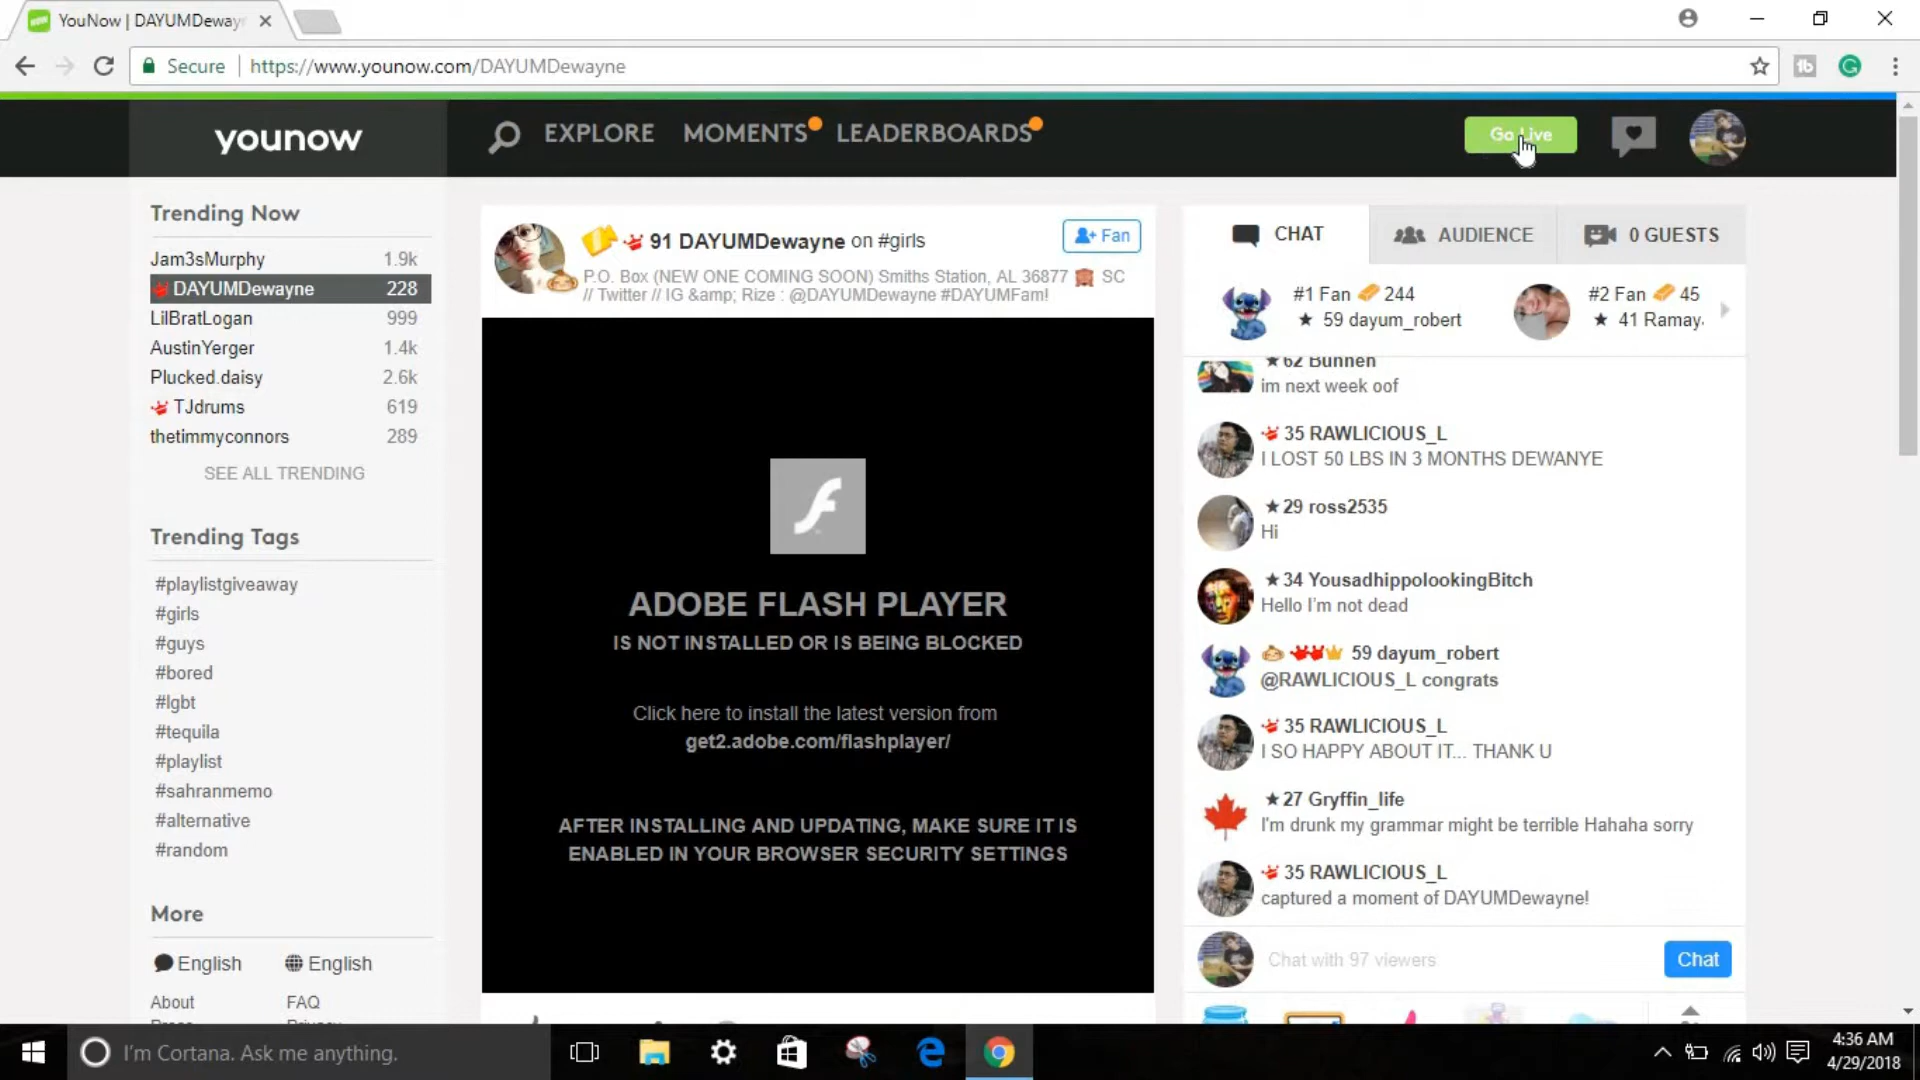 YouNow | DAYUMDeway
Secure
https://www.younow.com/DAYUMDewayne
younow
EXPLORE
MOMENTS
LEADERBOARDS
Go Live
Trending Now
Jam3sMurphy 1.9k
DAYUMDewayne 228
LilBratLogan 999
AustinYerger 1.4k
Plucked.daisy 2.6k
TJdrums 619
thetimmyconnors 289
SEE ALL TRENDING
Trending Tags
#playlistgiveaway
#girls
#guys
#bored
#lgbt
#tequila
#playlist
#sahranmemo
#alternative
#random
More
English English
About FAQ
91 DAYUMDewayne on #girls
Fan
P.O. Box (NEW ONE COMING SOON) Smiths Station, AL 36877 SC
// Twitter // IG &amp; Rize : @DAYUMDewayne #DAYUMFam!
ADOBE FLASH PLAYER
IS NOT INSTALLED OR IS BEING BLOCKED
Click here to install the latest version from
get2.adobe.com/flashplayer/
AFTER INSTALLING AND UPDATING, MAKE SURE IT IS
ENABLED IN YOUR BROWSER SECURITY SETTINGS
CHAT
AUDIENCE
0 GUESTS
#1 Fan 244
59 dayum_robert
#2 Fan 45
41 Ramay
62 Bunnen
im next week oof
35 RAWLICIOUS_L
I LOST 50 LBS IN 3 MONTHS DEWANYE
29 ross2535
Hi
34 YousadhippolookingBitch
Hello I'm not dead
59 dayum_robert
@RAWLICIOUS_L congrats
35 RAWLICIOUS_L
I SO HAPPY ABOUT IT... THANK U
27 Gryffin_life
I'm drunk my grammar might be terrible Hahaha sorry
35 RAWLICIOUS_L
captured a moment of DAYUMDewayne!
Chat with 97 viewers
Chat
I'm Cortana. Ask me anything.
4:36 AM
4/29/2018